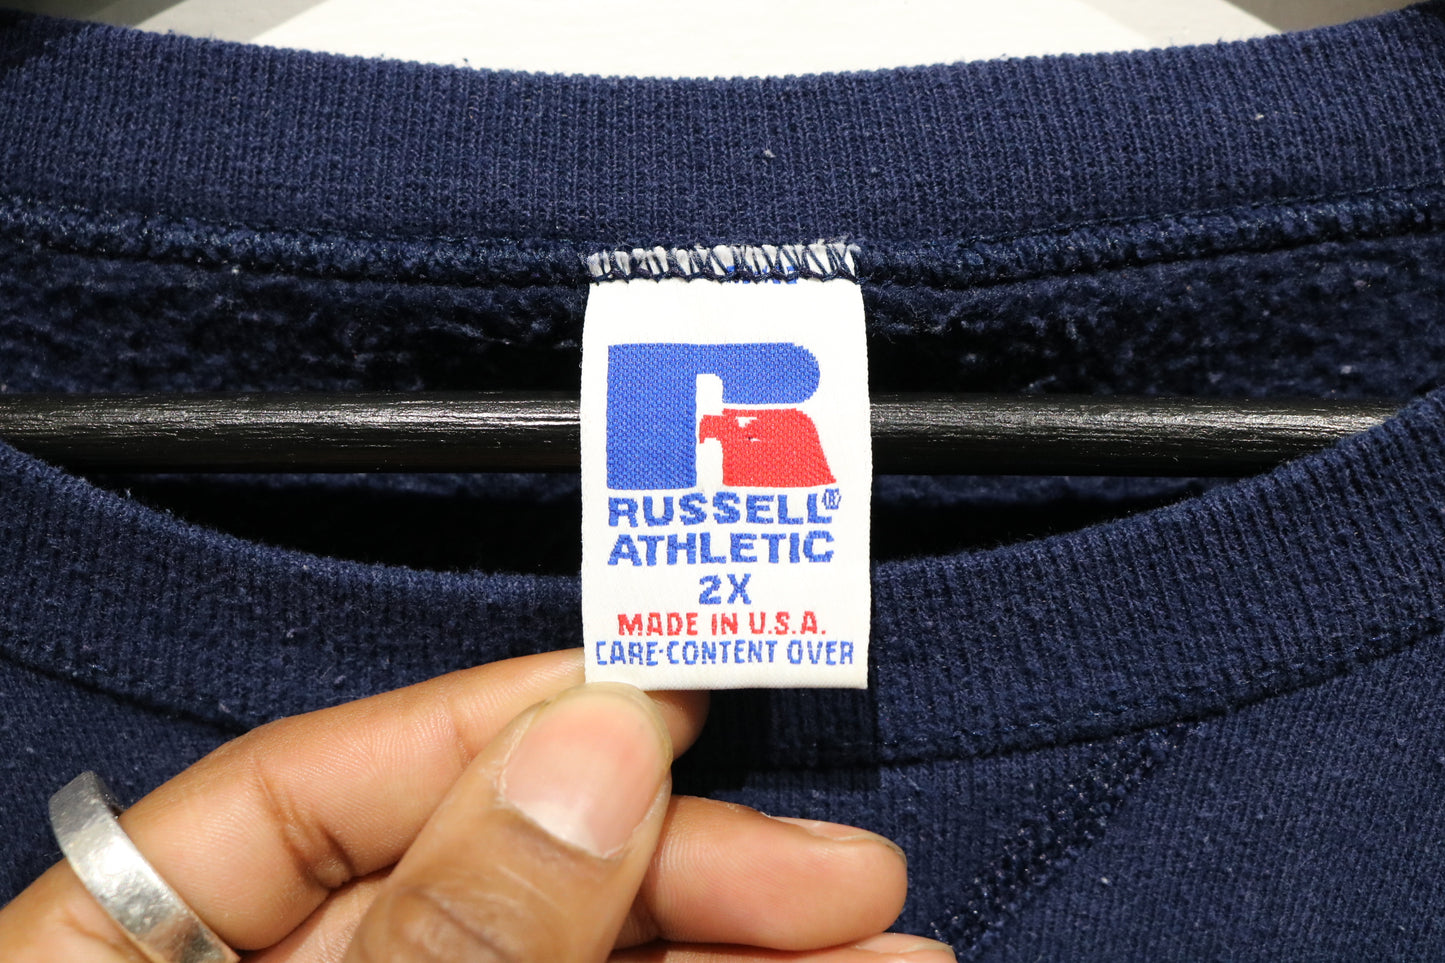 RUSSELL®
ATHLETIC
2X
MADE IN U.S.A.
CARE-CONTENT OVER